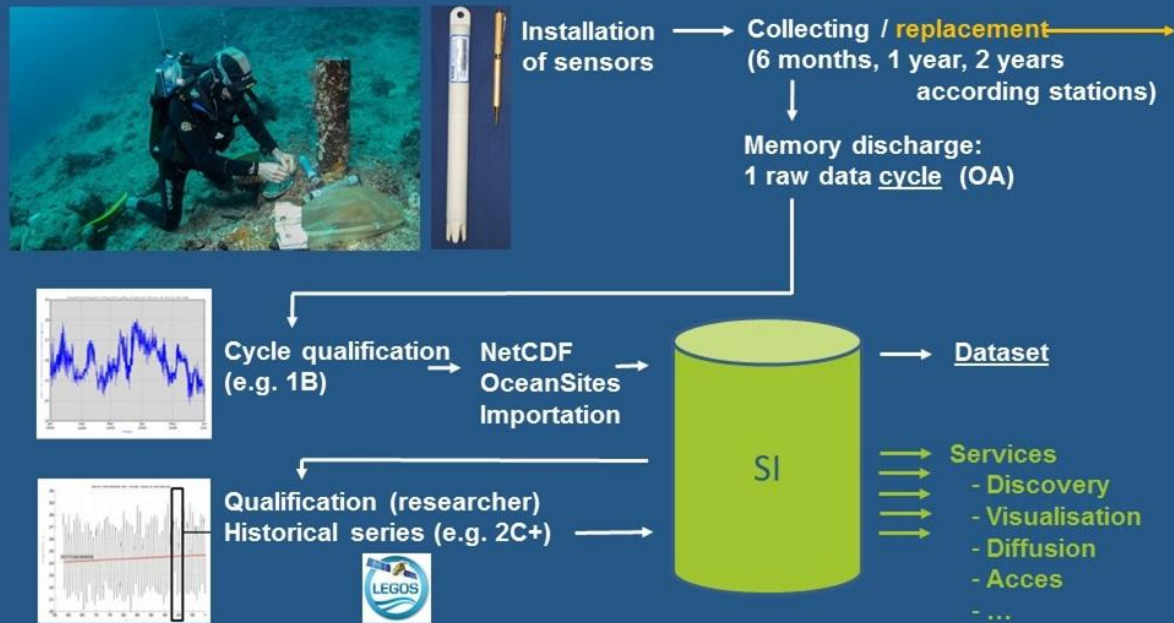 Installation
of sensors
Collecting / replacement
(6 months, 1 year, 2 years
according stations)
Memory discharge:
1 raw data cycle (OA)
Cycle qualification
(e.g. 1B)
NetCDF
OceanSites
Importation
SI
Dataset
Qualification (researcher)
Historical series (e.g. 2C+)
LEGOS
Services
- Discovery
- Visualisation
- Diffusion
- Acces
- ...